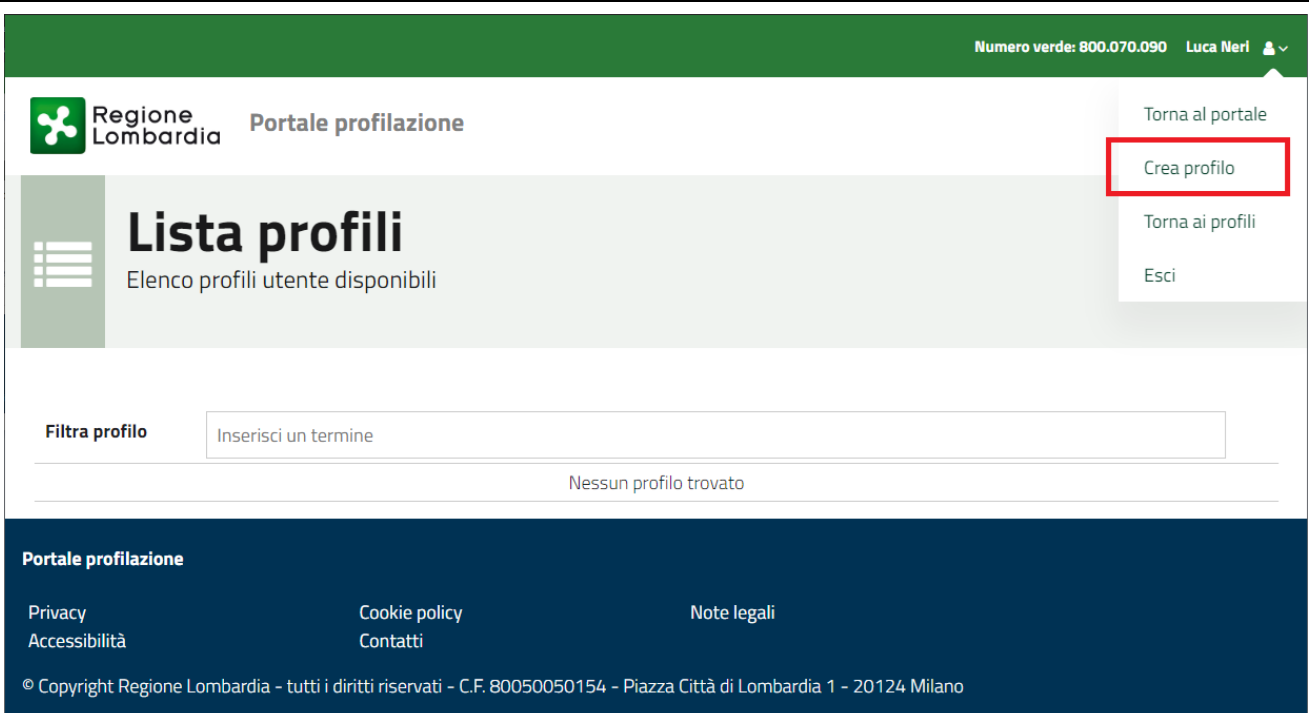 Numero verde: 800.070.090 Luca Neri
Regione
Lombardia
Portale profilazione
Torna al portale
Crea profilo
Torna ai profili
Esci
Lista profili
Elenco profili utente disponibili
Filtra profilo Inserisci un termine
Nessun profilo trovato
Portale profilazione
Privacy Cookie policy Note legali
Accessibilità Contatti
© Copyright Regione Lombardia - tutti i diritti riservati - C.F. 80050050154 - Piazza Città di Lombardia 1 - 20124 Milano